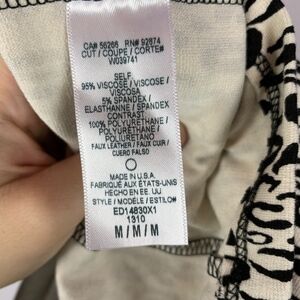 CA# 56266 RN# 92874
CUT / COUPE / CORTE#
W039741
SELF
95% VISCOSE / VISCOSE /
VISCOSA
5% SPANDEX /
ELASTHANNE / SPANDEX
CONTRAST
100% POLYURETHANE /
POLYURÉTHANE /
POLIURETANO
FAUX LEATHER / FAUX CUIR /
CUERO FALSO
MADE IN U.S.A.
FABRIQUÉ AUX ÉTATS-UNIS
HECHO EN EE. UU
STYLE / MODÈLE / ESTILO#
ED14830X1
1310
M/M/M